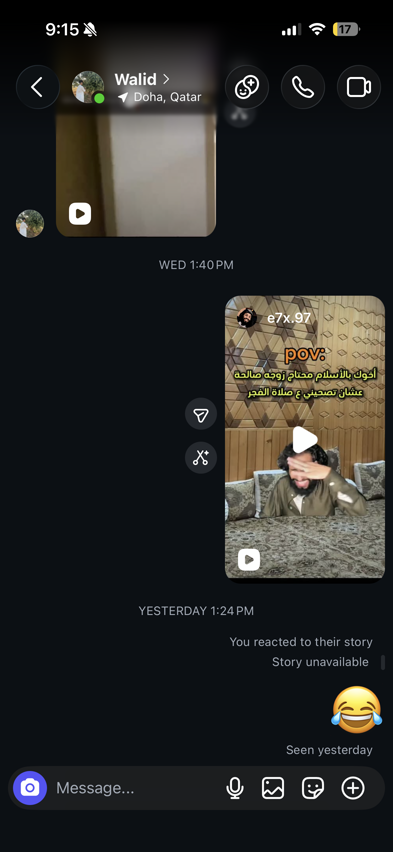 9:15
17
Walid
Doha, Qatar
WED 1:40 PM
e7x.97
pov:
أخوك بالأسلام محتاج زوجه صالحة
عشان تصحيني ع صلاة الفجر
YESTERDAY 1:24 PM
You reacted to their story
Story unavailable
Seen yesterday
Message...